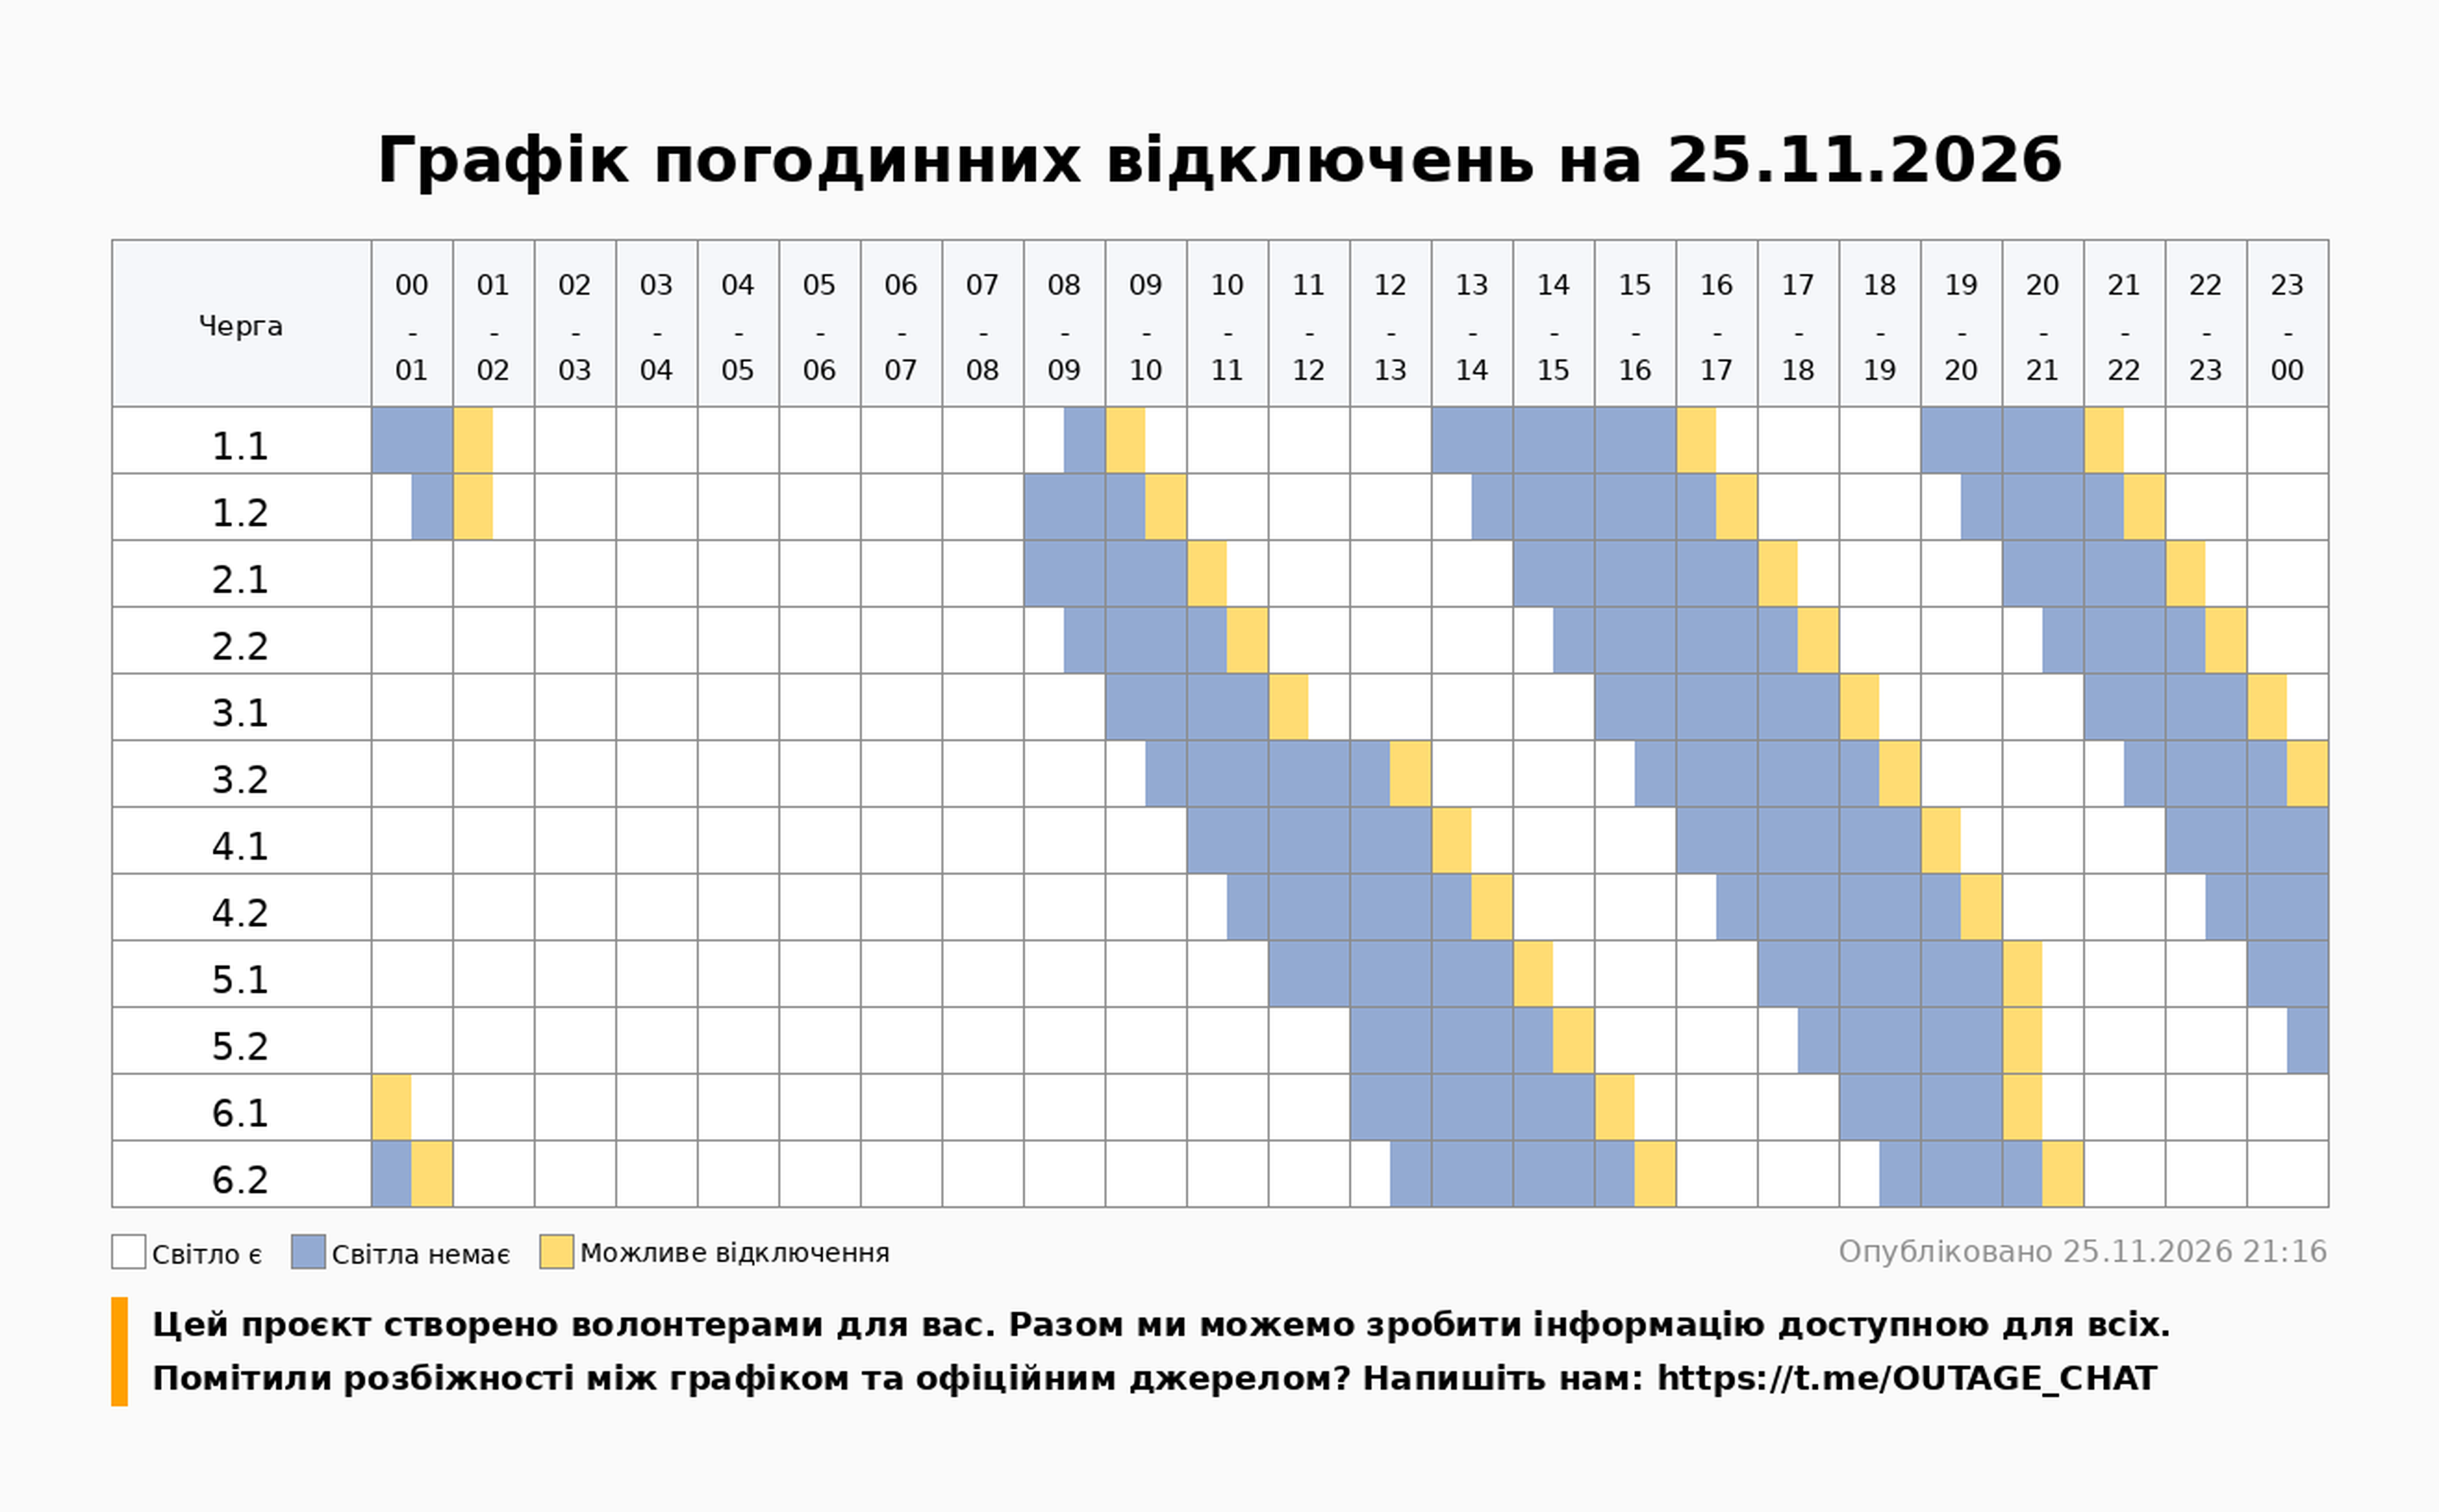 Графік погодинних відключень на 25.11.2026
Черга 00 - 01 01 - 02 02 - 03 03 - 04 04 - 05 05 - 06 06 - 07 07 - 08 08 - 09 09 - 10 10 - 11 11 - 12 12 - 13 13 - 14 14 - 15 15 - 16 16 - 17 17 - 18 18 - 19 19 - 20 20 - 21 21 - 22 22 - 23 23 - 00
1.1
1.2
2.1
2.2
3.1
3.2
4.1
4.2
5.1
5.2
6.1
6.2
Світло є Світла немає Можливе відключення Опубліковано 25.11.2026 21:16
Цей проєкт створено волонтерами для вас. Разом ми можемо зробити інформацію доступною для всіх.
Помітили розбіжності між графіком та офіційним джерелом? Напишіть нам: https://t.me/OUTAGE_CHAT